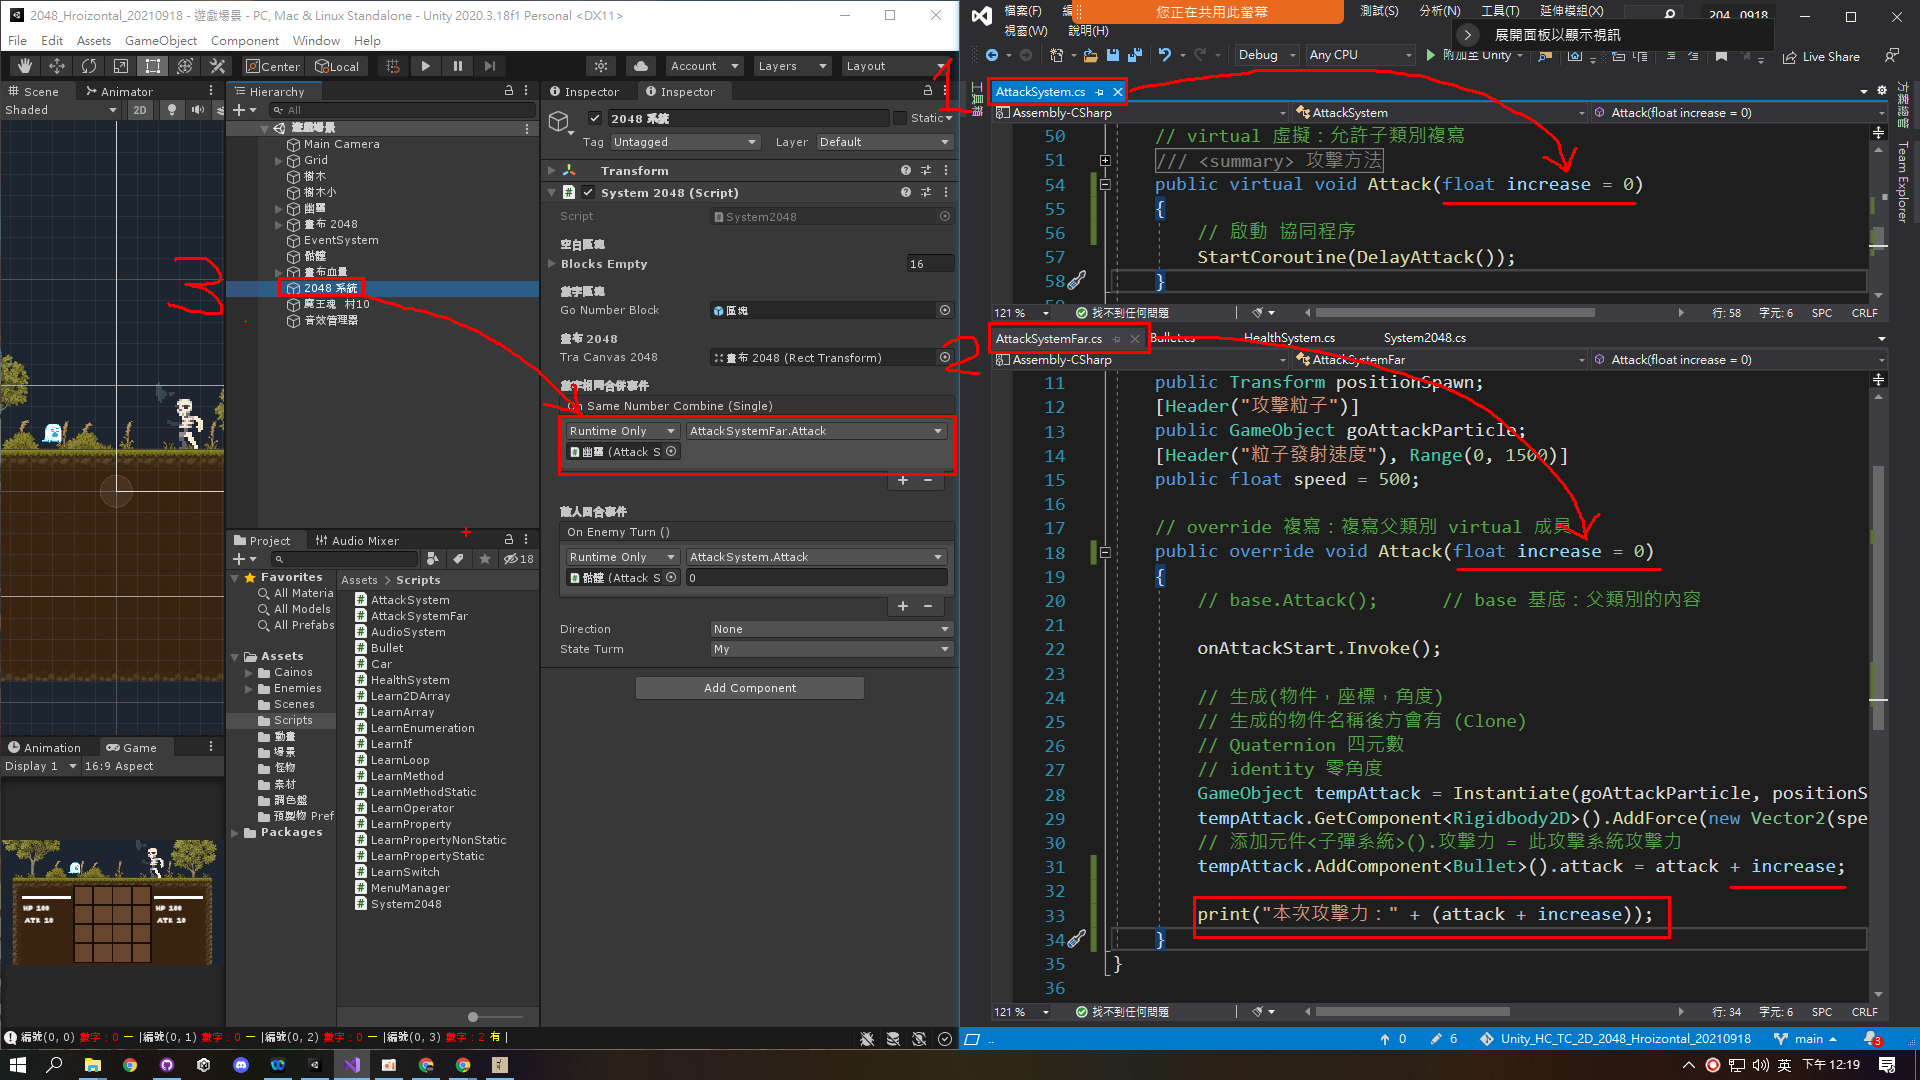 2048_Hroizontal_20210918 - 遊戲場景 - PC, Mac & Linux Standalone - Unity 2020.3.18f1 Personal <DX11>
File Edit Assets GameObject Component Window Help
Center Local Account Layers Layout
Scene Animator
Shaded 2D
Hierarchy
All
遊戲場景
Main Camera
Grid
樹木
樹木小
幽靈
畫布 2048
EventSystem
骷髏
畫布血量
2048 系統
魔王魂 村10
音效管理器
3
Inspector Inspector
2048 系統 Static
Tag Untagged Layer Default
Transform
System 2048 (Script)
Script System2048
空白區塊
Blocks Empty 16
數字區塊
Go Number Block 區塊
畫布 2048
Tra Canvas 2048 畫布 2048 (Rect Transform)
數字相同合併事件
On Same Number Combine (Single)
Runtime Only AttackSystemFar.Attack
幽靈 (Attack S
+ −
敵人回合事件
On Enemy Turn ()
Runtime Only AttackSystem.Attack
骷髏 (Attack S 0
+ −
Direction None
State Turm My
Add Component
Project Audio Mixer
18
Favorites
All Materia
All Models
All Prefabs
Assets
Cainos
Enemies
Scenes
Scripts
動畫
場景
怪物
素材
調色盤
預製物 Pref
Packages
Assets > Scripts
AttackSystem
AttackSystemFar
AudioSystem
Bullet
Car
HealthSystem
Learn2DArray
LearnArray
LearnEnumeration
LearnIf
LearnLoop
LearnMethod
LearnMethodStatic
LearnOperator
LearnProperty
LearnPropertyNonStatic
LearnPropertyStatic
LearnSwitch
MenuManager
System2048
Animation Game
Display 1 16:9 Aspect
HP 100 HP 100
ATK 10 ATK 10
編號(0, 0) 數字：0 一 |編號(0, 1) 數字：0 一 |編號(0, 2) 數字：0 一 |編號(0, 3) 數字：2 有 |
檔案(F) 測試(S) 分析(N) 工具(T) 延伸模組(X)
您正在共用此螢幕
視窗(W) 說明(H)
展開面板以顯示視訊
Debug Any CPU 附加至 Unity Live Share
1
AttackSystem.cs
Assembly-CSharp AttackSystem Attack(float increase = 0)
50 // virtual 虛擬：允許子類別複寫
51 /// <summary> 攻擊方法
54 public virtual void Attack(float increase = 0)
55 {
56 // 啟動 協同程序
57 StartCoroutine(DelayAttack());
58 }
121 % 找不到任何問題 行: 58 字元: 6 SPC CRLF
2
AttackSystemFar.cs Bullet.cs HealthSystem.cs System2048.cs
Assembly-CSharp AttackSystemFar Attack(float increase = 0)
11 public Transform positionSpawn;
12 [Header("攻擊粒子")]
13 public GameObject goAttackParticle;
14 [Header("粒子發射速度"), Range(0, 1500)]
15 public float speed = 500;
16
17 // override 複寫：複寫父類別 virtual 成員
18 public override void Attack(float increase = 0)
19 {
20 // base.Attack(); // base 基底：父類別的內容
21
22 onAttackStart.Invoke();
23
24 // 生成(物件，座標，角度)
25 // 生成的物件名稱後方會有 (Clone)
26 // Quaternion 四元數
27 // identity 零角度
28 GameObject tempAttack = Instantiate(goAttackParticle, positionS
29 tempAttack.GetComponent<Rigidbody2D>().AddForce(new Vector2(spe
30 // 添加元件<子彈系統>().攻擊力 = 此攻擊系統攻擊力
31 tempAttack.AddComponent<Bullet>().attack = attack + increase;
32
33 print("本次攻擊力：" + (attack + increase));
34 }
35 }
36
121 % 找不到任何問題 行: 34 字元: 6 SPC CRLF
0 6 Unity_HC_TC_2D_2048_Hroizontal_20210918 main 3
方案總管
Team Explorer
英 下午 12:19